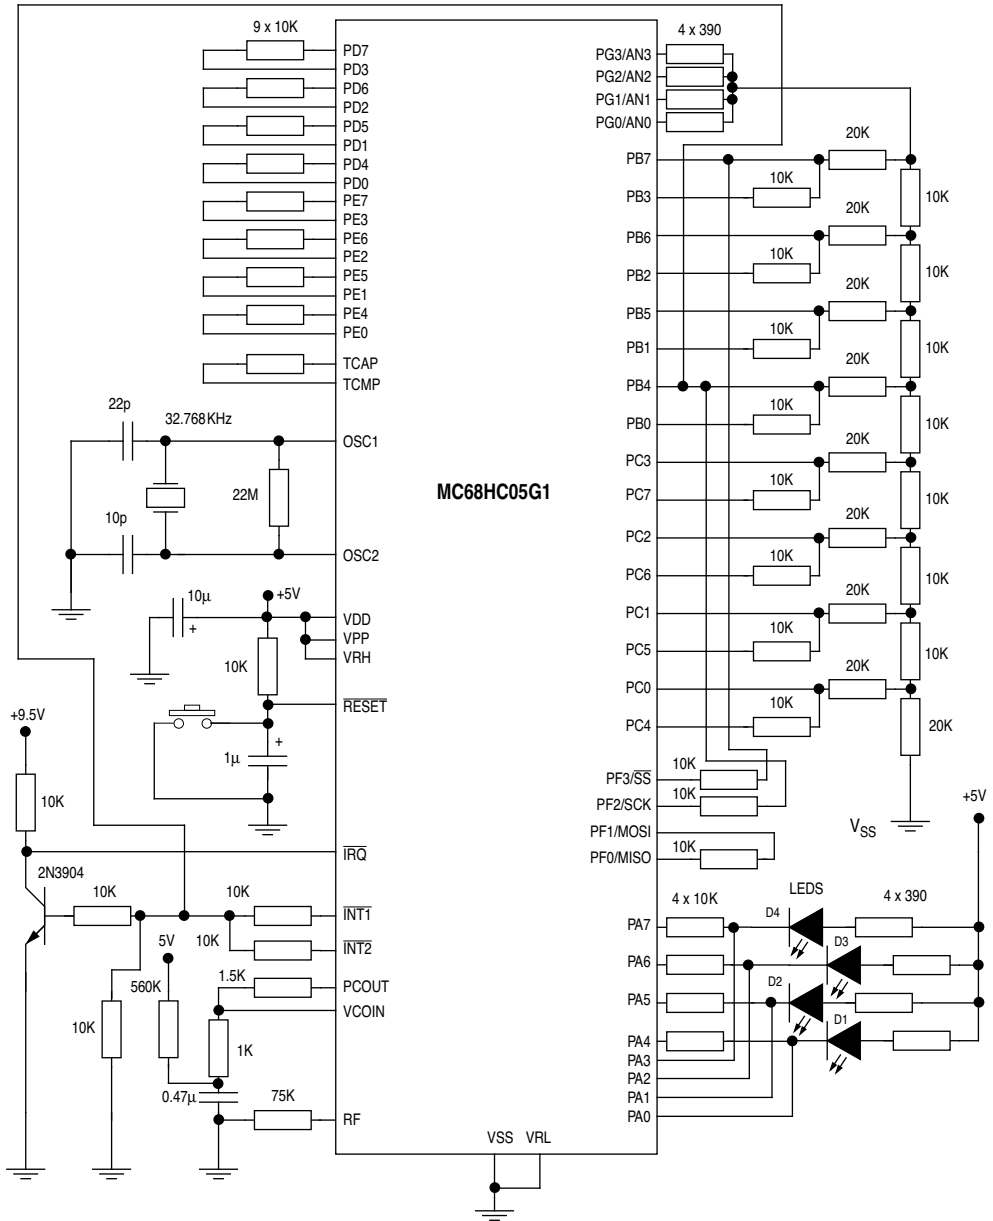 9 x 10K
PD7
PD3
PD6
PD2
PD5
PD1
PD4
PD0
PE7
PE3
PE6
PE2
PE5
PE1
PE4
PE0
TCAP
TCMP
22p
32.768KHz
OSC1
22M
10p
OSC2
10µ
+
+5V
VDD
VPP
VRH
10K
RESET
+
1µ
+9.5V
10K
IRQ
2N3904
10K
10K
INT1
5V
10K
INT2
560K
1.5K
PCOUT
VCOIN
10K
1K
0.47µ
75K
RF
MC68HC05G1
VSS VRL
4 x 390
PG3/AN3
PG2/AN2
PG1/AN1
PG0/AN0
20K
PB7
10K
PB3
10K
20K
PB6
10K
PB2
10K
20K
PB5
10K
PB1
10K
20K
PB4
10K
PB0
10K
20K
PC3
10K
PC7
10K
20K
PC2
10K
PC6
10K
20K
PC1
10K
PC5
10K
20K
PC0
10K
PC4
20K
10K
PF3/SS
10K
PF2/SCK
PF1/MOSI
10K
PF0/MISO
VSS
+5V
4 x 10K
LEDS
4 x 390
PA7
D4
PA6
D3
PA5
D2
PA4
D1
PA3
PA2
PA1
PA0